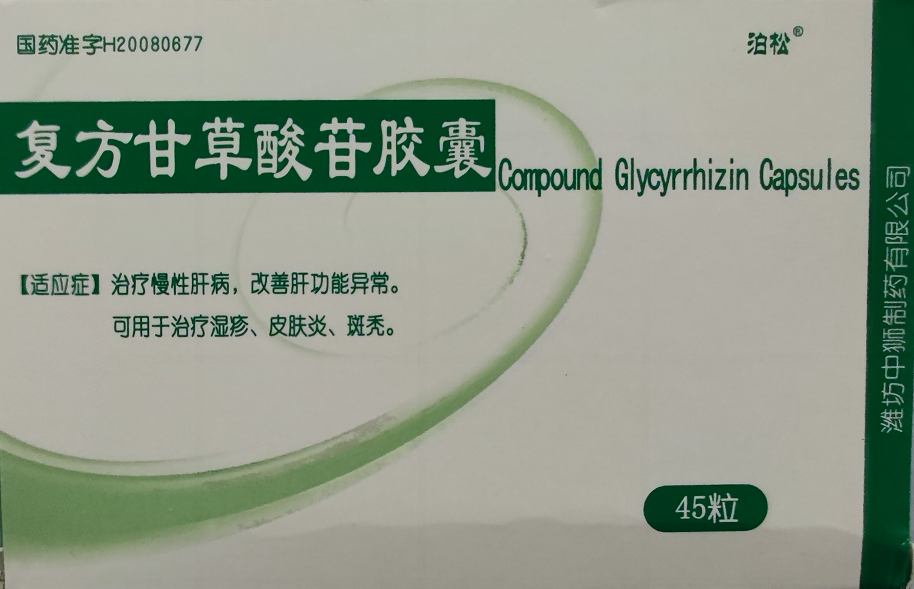 国药准字H20080677
泊松®
复方甘草酸苷胶囊
Compound Glycyrrhizin Capsules
【适应症】治疗慢性肝病，改善肝功能异常。
可用于治疗湿疹、皮肤炎、斑秃。
45粒
潍坊中狮制药有限公司